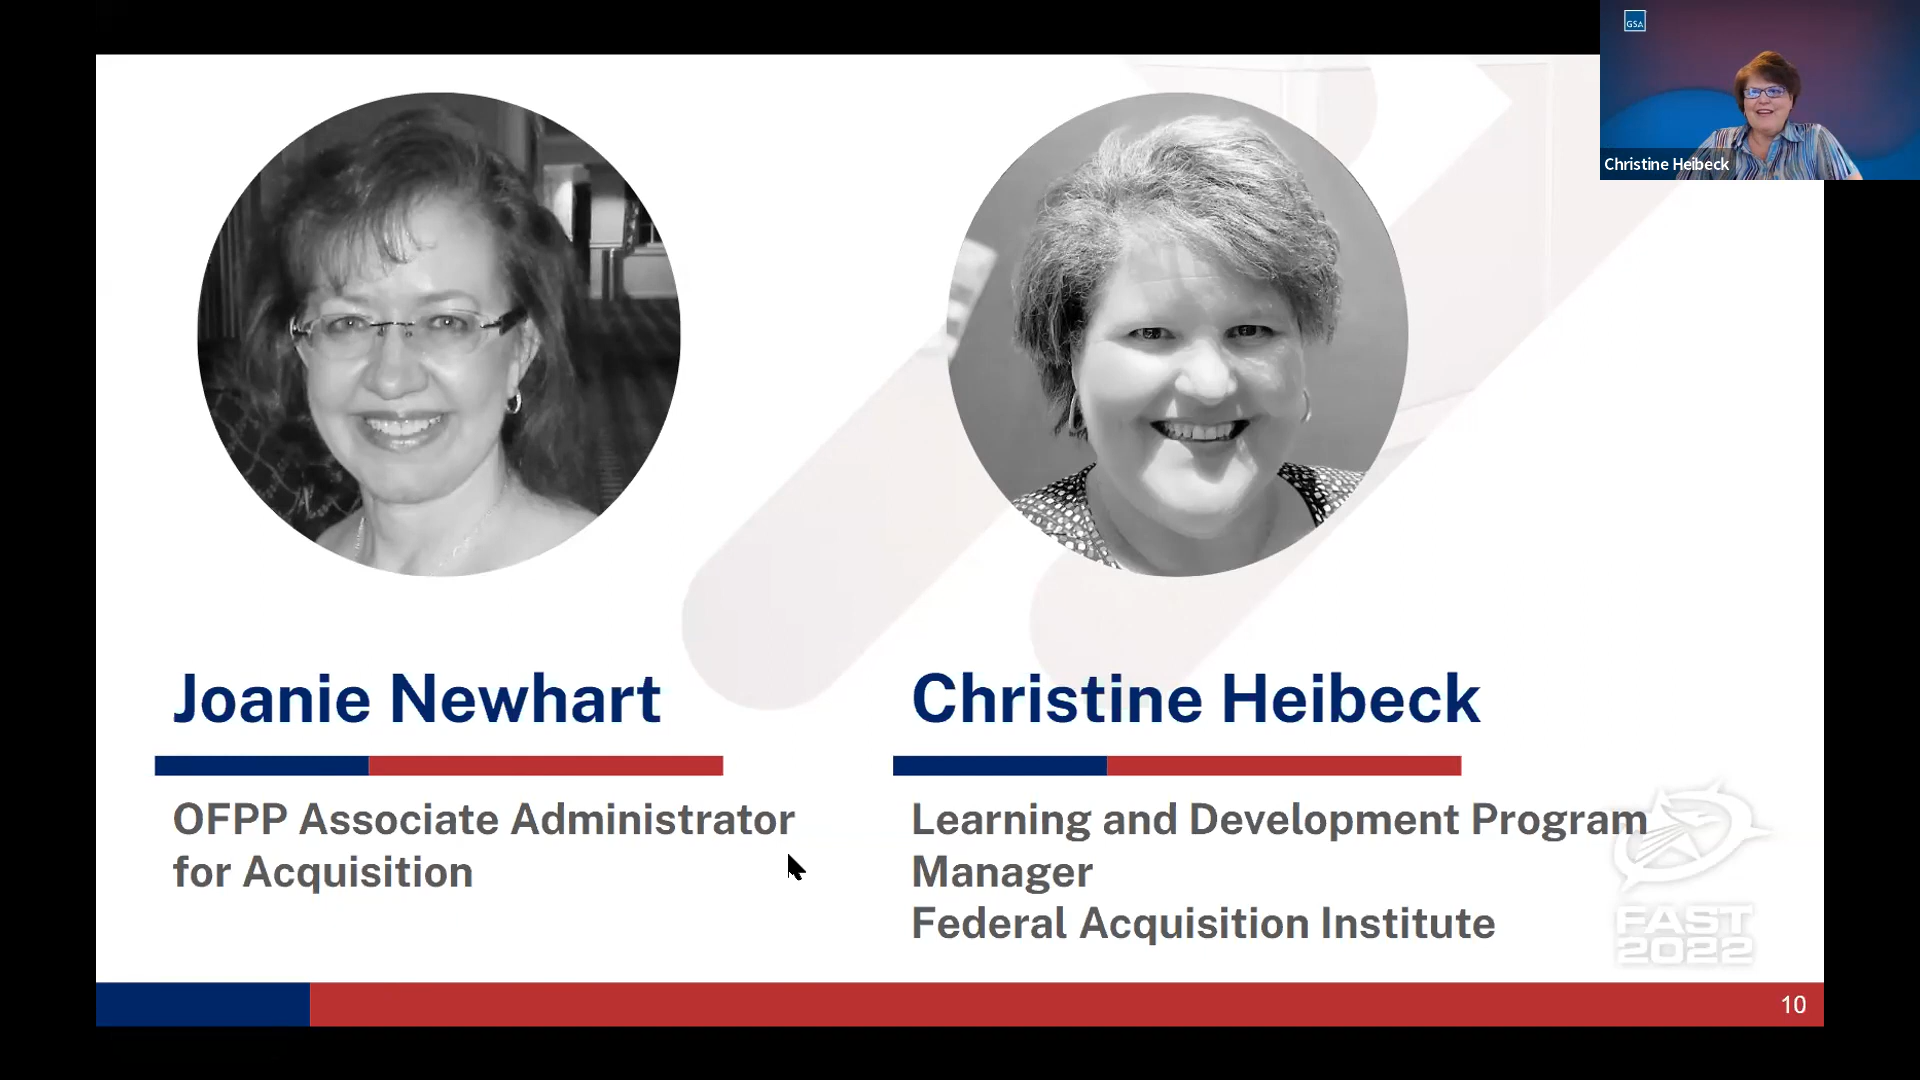 GSA
Christine Heibeck
Joanie Newhart
OFPP Associate Administrator
for Acquisition
Christine Heibeck
Learning and Development Program
Manager
Federal Acquisition Institute
FAST
2022
10